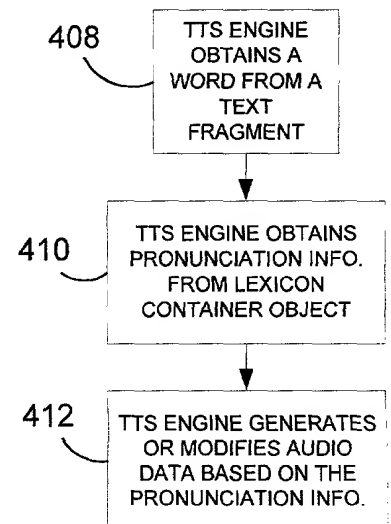 408
TTS ENGINE
OBTAINS A
WORD FROM A
TEXT
FRAGMENT
410
TTS ENGINE OBTAINS
PRONUNCIATION INFO.
FROM LEXICON
CONTAINER OBJECT
412
TTS ENGINE GENERATES
OR MODIFIES AUDIO
DATA BASED ON THE
PRONUNCIATION INFO.